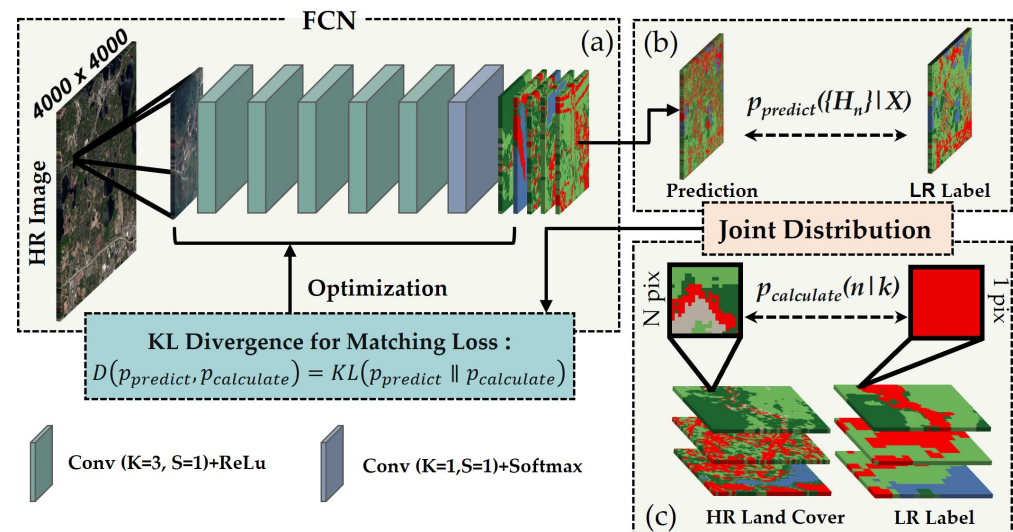 FCN
(a)
4000 x 4000
HR Image
Optimization
KL Divergence for Matching Loss :
D(p_predict, p_calculate) = KL(p_predict ∥ p_calculate)
Conv (K=3, S=1)+ReLu
Conv (K=1,S=1)+Softmax
(b)
p_predict({H_n}|X)
Prediction
LR Label
Joint Distribution
N pix
p_calculate(n|k)
1 pix
(c)
HR Land Cover
LR Label